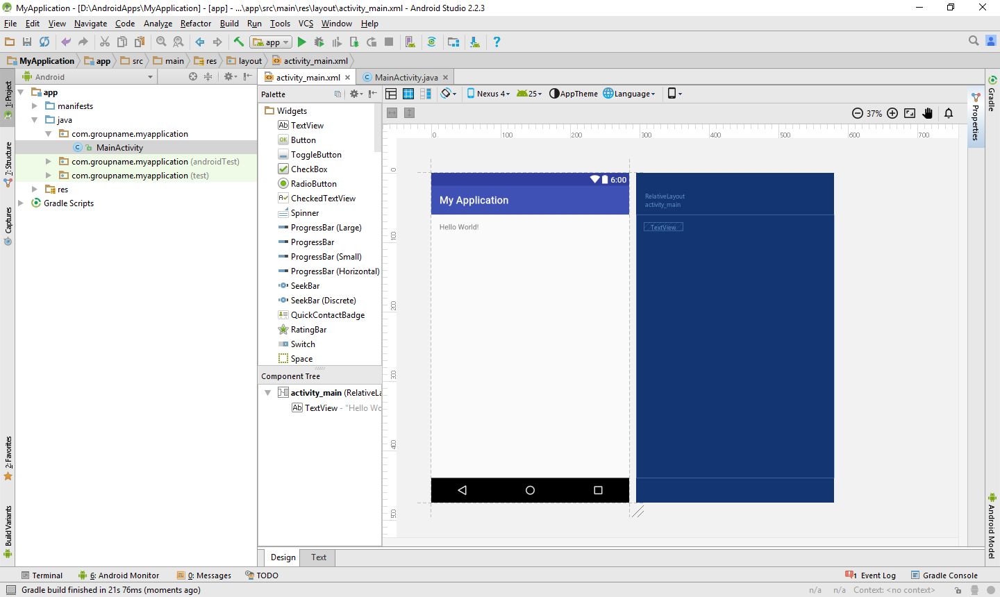 MyApplication - [D:\AndroidApps\MyApplication] - [app] - ...\app\src\main\res\layout\activity_main.xml - Android Studio 2.2.3
File Edit View Navigate Code Analyze Refactor Build Run Tools VCS Window Help
app
MyApplication app src main res layout activity_main.xml
Android
activity_main.xml MainActivity.java
1: Project
7: Structure
Captures
2: Favorites
Build Variants
app
manifests
java
com.groupname.myapplication
MainActivity
com.groupname.myapplication (androidTest)
com.groupname.myapplication (test)
res
Gradle Scripts
Palette
Widgets
TextView
Button
ToggleButton
CheckBox
RadioButton
CheckedTextView
Spinner
ProgressBar (Large)
ProgressBar
ProgressBar (Small)
ProgressBar (Horizontal)
SeekBar
SeekBar (Discrete)
QuickContactBadge
RatingBar
Switch
Space
Component Tree
activity_main (RelativeLa
Ab TextView - "Hello Wo
Nexus 4 25 AppTheme Language
37%
0 100 200 300 400 500 600 700
0
100
200
300
400
500
6:00
My Application
Hello World!
RelativeLayout
activity_main
TextView
Gradle
Properties
Android Model
Design Text
Terminal 6: Android Monitor 0: Messages TODO 1 Event Log Gradle Console
Gradle build finished in 21s 76ms (moments ago) n/a n/a Context: <no context>